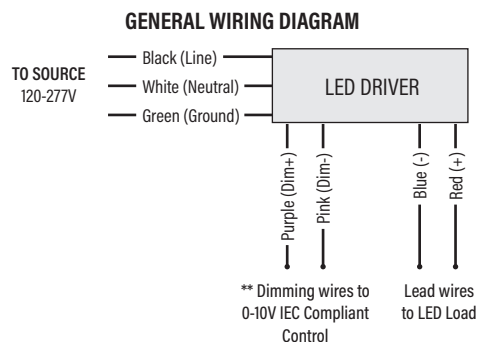 GENERAL WIRING DIAGRAM
TO SOURCE
120-277V
Black (Line)
White (Neutral)
Green (Ground)
LED DRIVER
Purple (Dim+)
Pink (Dim-)
Blue (-)
Red (+)
** Dimming wires to
0-10V IEC Compliant
Control
Lead wires
to LED Load